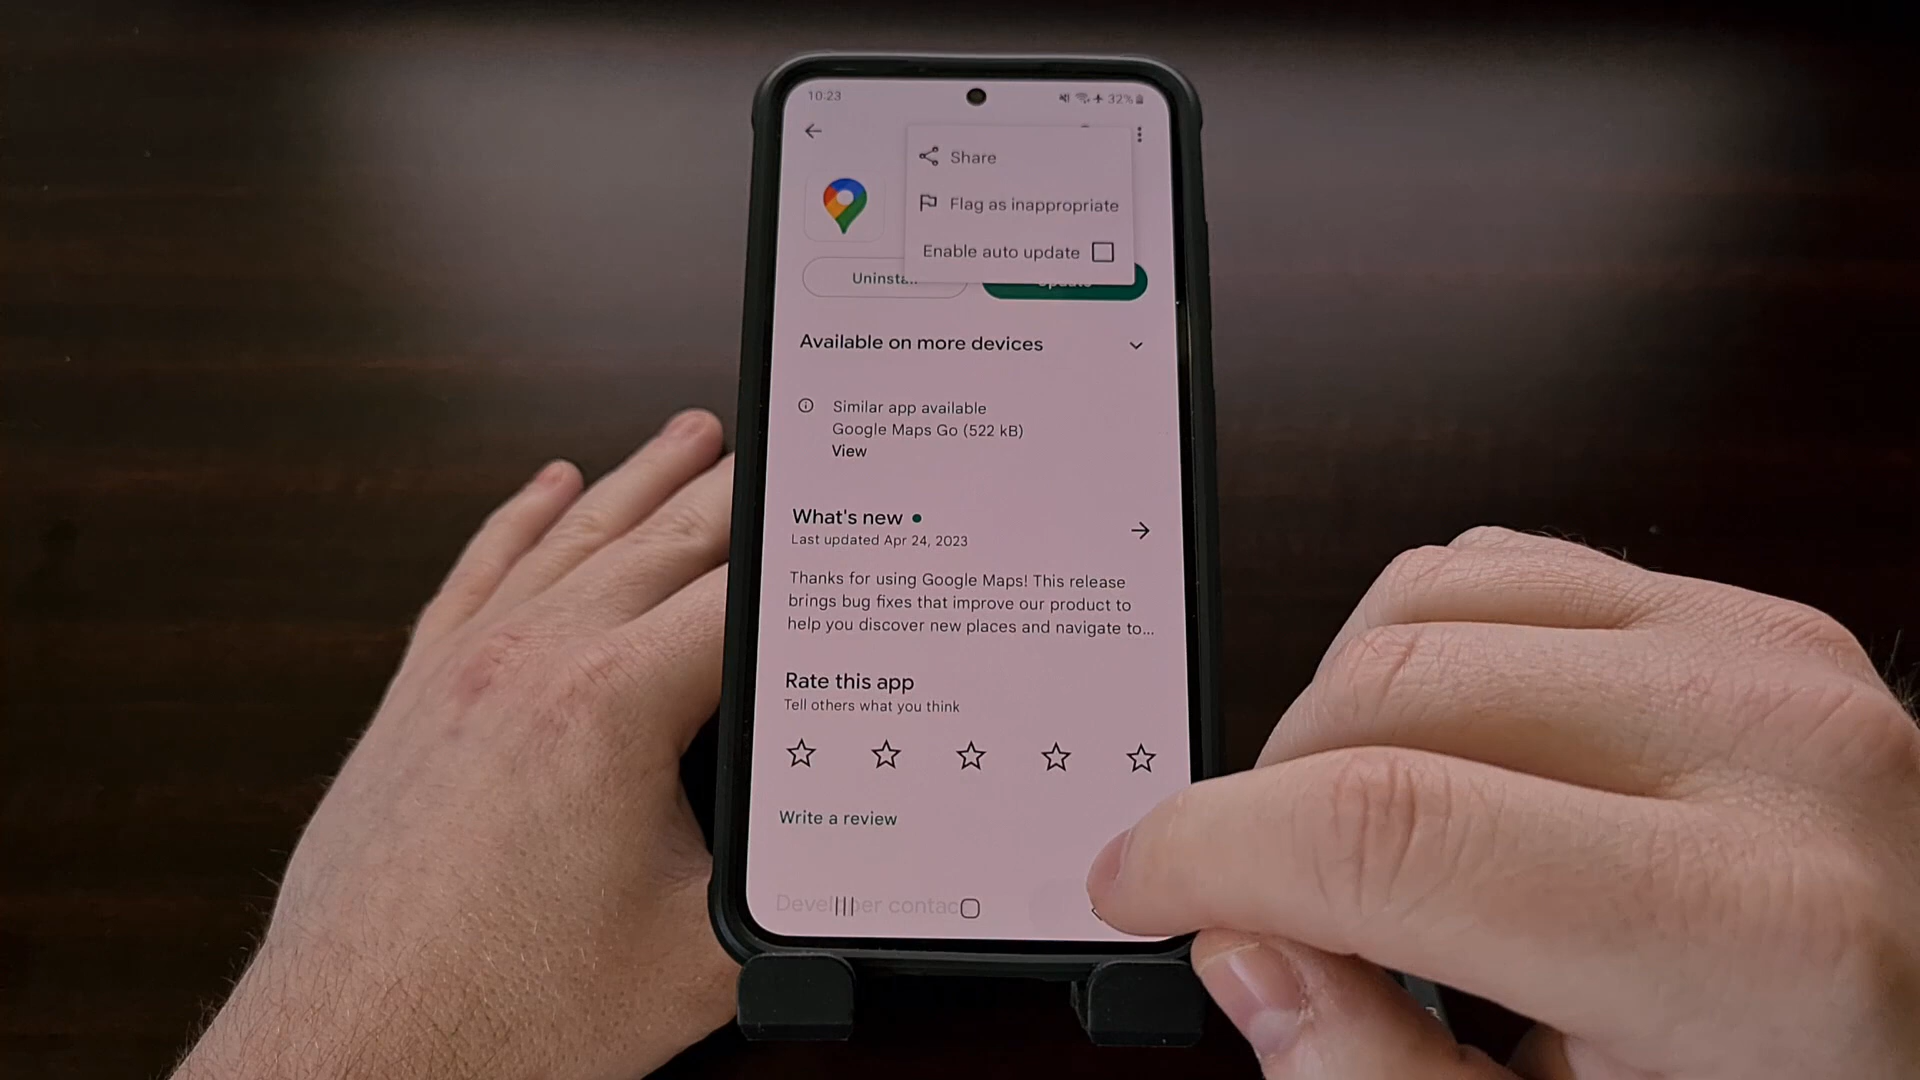 10:23
32%
Share
Flag as inappropriate
Enable auto update
Uninsta...
Update
Available on more devices
Similar app available
Google Maps Go (522 kB)
View
What's new
Last updated Apr 24, 2023
Thanks for using Google Maps! This release
brings bug fixes that improve our product to
help you discover new places and navigate to...
Rate this app
Tell others what you think
Write a review
Developer contac